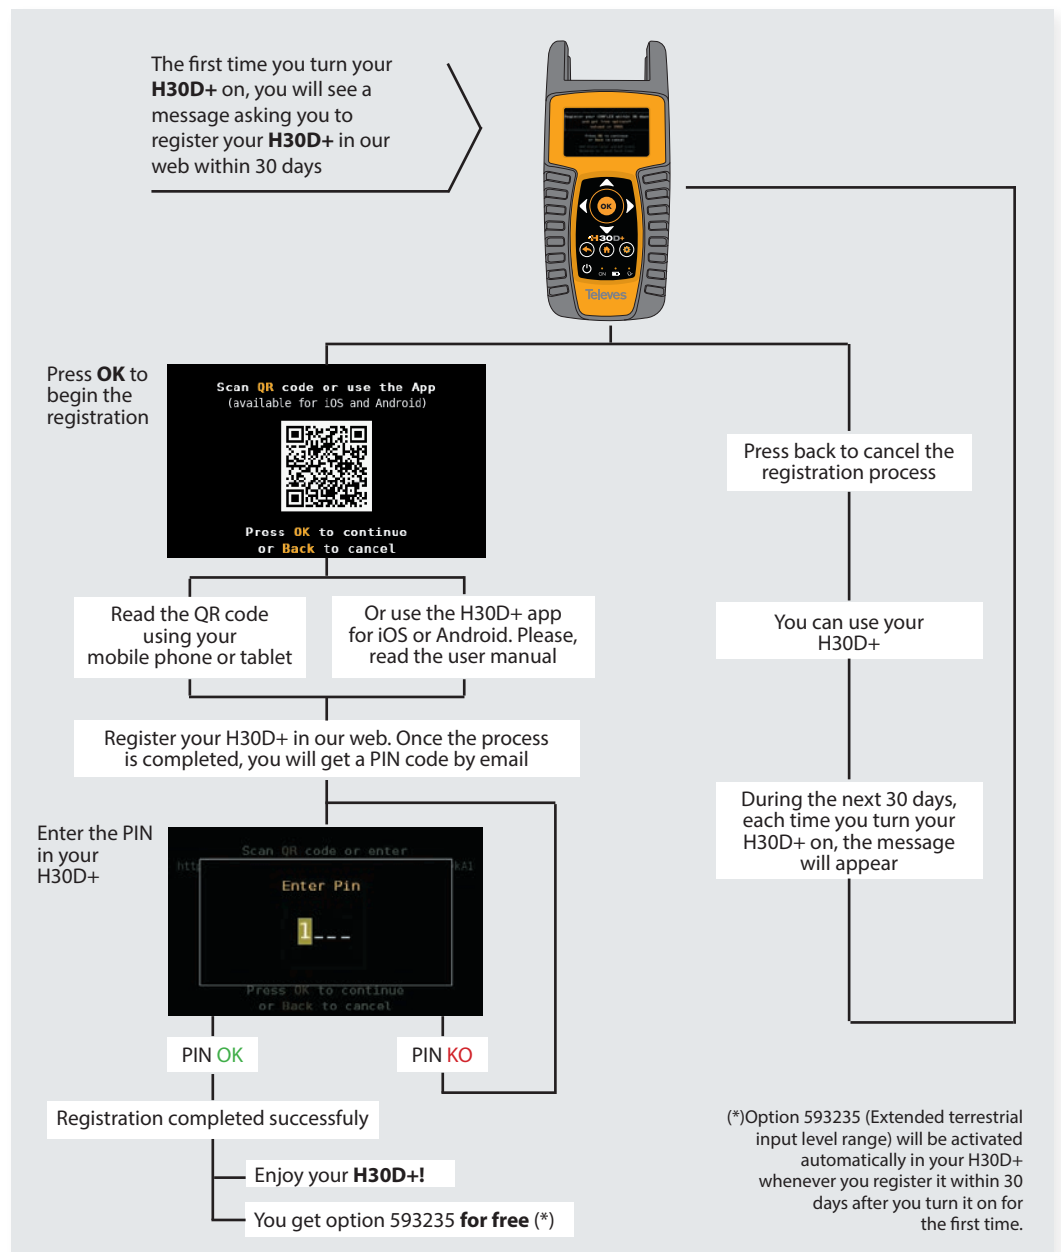 The first time you turn your
H30D+ on, you will see a
message asking you to
register your H30D+ in our
web within 30 days
OK
H30D+
ON
Televes
Press OK to
begin the
registration
Scan QR code or use the App
(available for iOS and Android)
Press OK to continue
or Back to cancel
Press back to cancel the
registration process
Read the QR code
using your
mobile phone or tablet
Or use the H30D+ app
for iOS or Android. Please,
read the user manual
You can use your
H30D+
Register your H30D+ in our web. Once the process
is completed, you will get a PIN code by email
During the next 30 days,
each time you turn your
H30D+ on, the message
will appear
Enter the PIN
in your
H30D+
Scan QR code or enter
Enter Pin
1___
Press OK to continue
or Back to cancel
PIN OK
PIN KO
Registration completed successfuly
Enjoy your H30D+!
You get option 593235 for free (*)
(*)Option 593235 (Extended terrestrial
input level range) will be activated
automatically in your H30D+
whenever you register it within 30
days after you turn it on for
the first time.